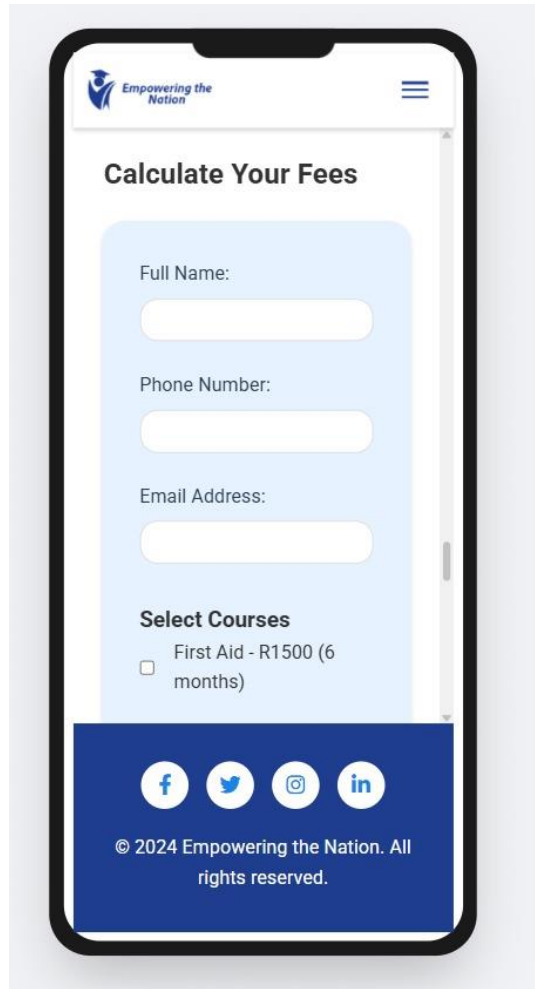 Empowering the
Nation
Calculate Your Fees
Full Name:
Phone Number:
Email Address:
Select Courses
First Aid - R1500 (6
months)
© 2024 Empowering the Nation. All
rights reserved.